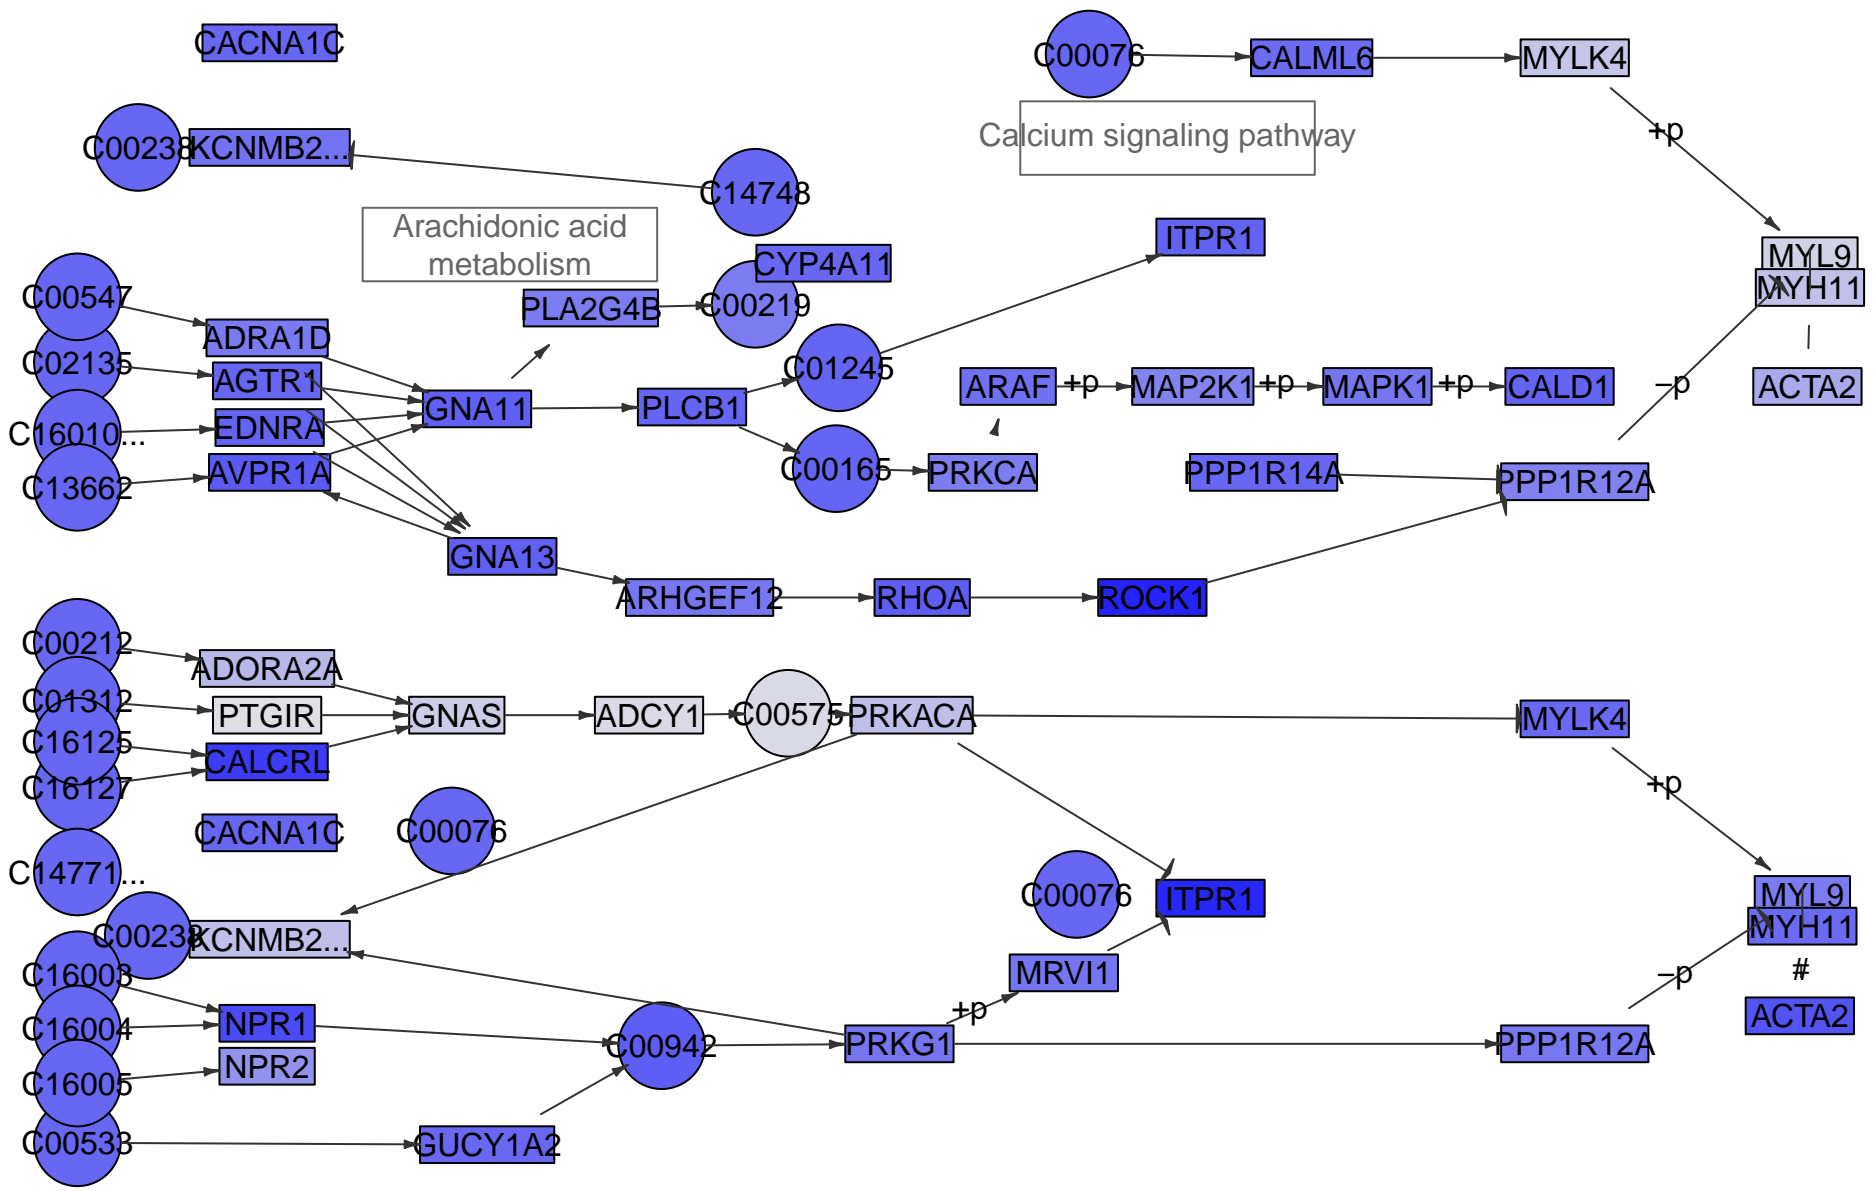 CACNA1C
C00076
CALML6
MYLK4
+p
C00238
KCNMB2...
C14748
Calcium signaling pathway
Arachidonic acid
metabolism
ITPR1
CYP4A11
MYL9
MYH11
C00547
PLA2G4B
C00219
ADRA1D
C02135
AGTR1
C01245
ARAF
+p
MAP2K1
+p
MAPK1
+p
CALD1
–p
ACTA2
GNA11
PLCB1
C16010...
EDNRA
C13662
AVPR1A
C00165
PRKCA
PPP1R14A
PPP1R12A
GNA13
ARHGEF12
RHOA
ROCK1
C00212
ADORA2A
C01312
PTGIR
GNAS
ADCY1
C00575
PRKACA
MYLK4
C16125
CALCRL
C16127
+p
CACNA1C
C00076
C14771...
C00076
ITPR1
MYL9
MYH11
C00238
KCNMB2...
C16003
MRVI1
–p
#
+p
C16004
NPR1
ACTA2
C00942
PRKG1
PPP1R12A
NPR2
C16005
C00533
GUCY1A2